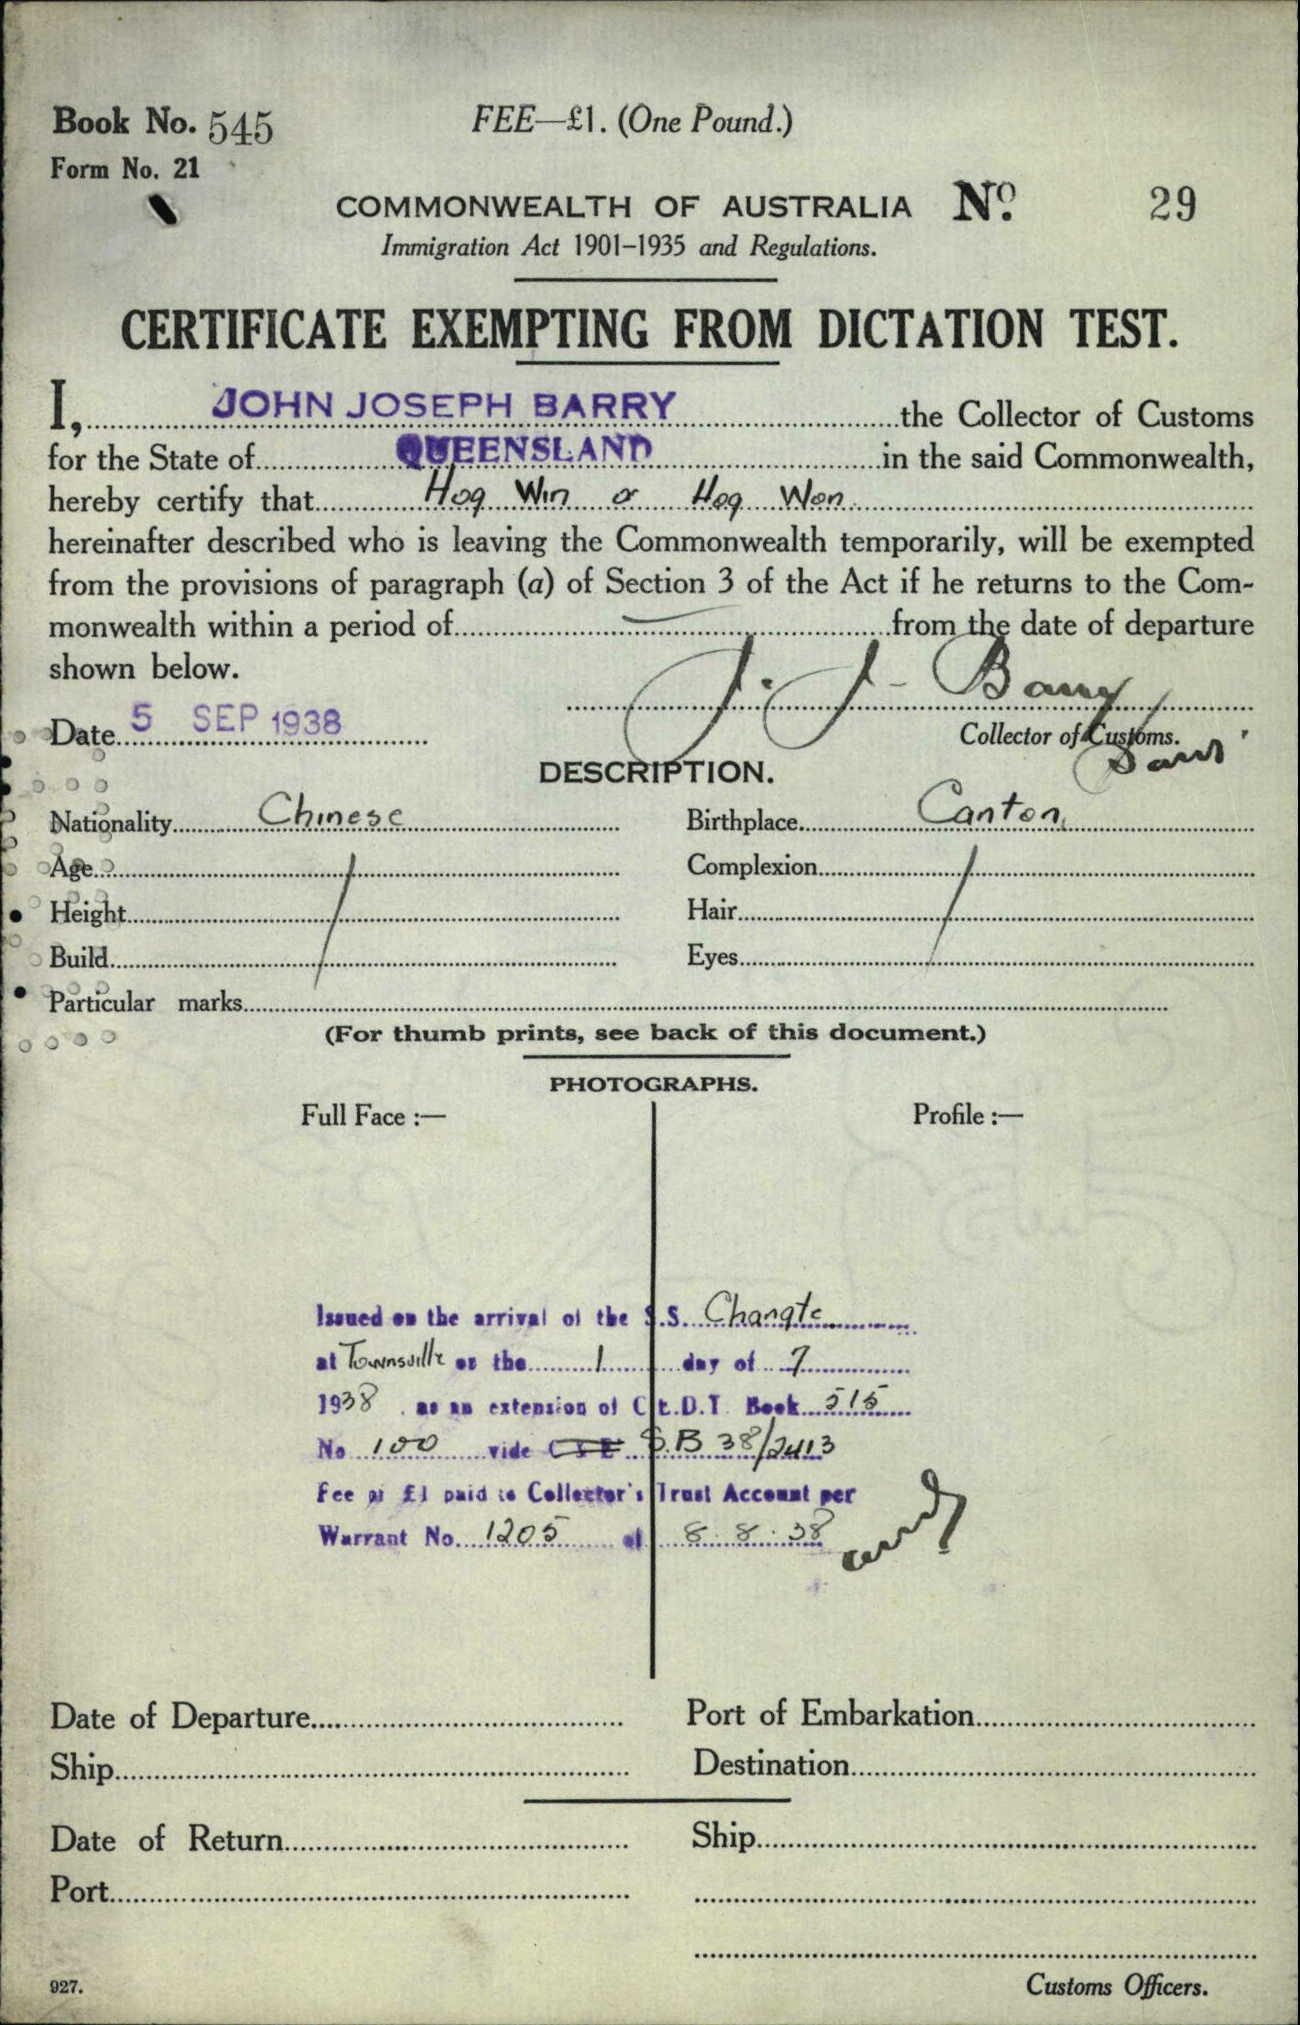 Book No. 545
FEE—£1. (One Pound.)
Form No. 21
COMMONWEALTH OF AUSTRALIA No. 29
Immigration Act 1901–1935 and Regulations.
CERTIFICATE EXEMPTING FROM DICTATION TEST.
I, JOHN JOSEPH BARRY the Collector of Customs
for the State of QUEENSLAND in the said Commonwealth,
hereby certify that Hog Win or Hog Won
hereinafter described who is leaving the Commonwealth temporarily, will be exempted
from the provisions of paragraph (a) of Section 3 of the Act if he returns to the Com-
monwealth within a period of — from the date of departure
shown below.
J. J. Barry
Date 5 SEP 1938
Collector of Customs.
DESCRIPTION.
Nationality Chinese Birthplace Canton
Age Complexion
Height Hair
Build Eyes
Particular marks
(For thumb prints, see back of this document.)
PHOTOGRAPHS.
Full Face :— Profile :—
Issued on the arrival of the S.S. Changte
at Townsville on the 1 day of 7
1938 . as an extension of C.E.D.T. Book 515
No 100 vide C & E S.B 38/2413
Fee of £1 paid to Collector's Trust Account per
Warrant No. 1205 of 8.8.38
Date of Departure Port of Embarkation
Ship Destination
Date of Return Ship
Port
927.
Customs Officers.